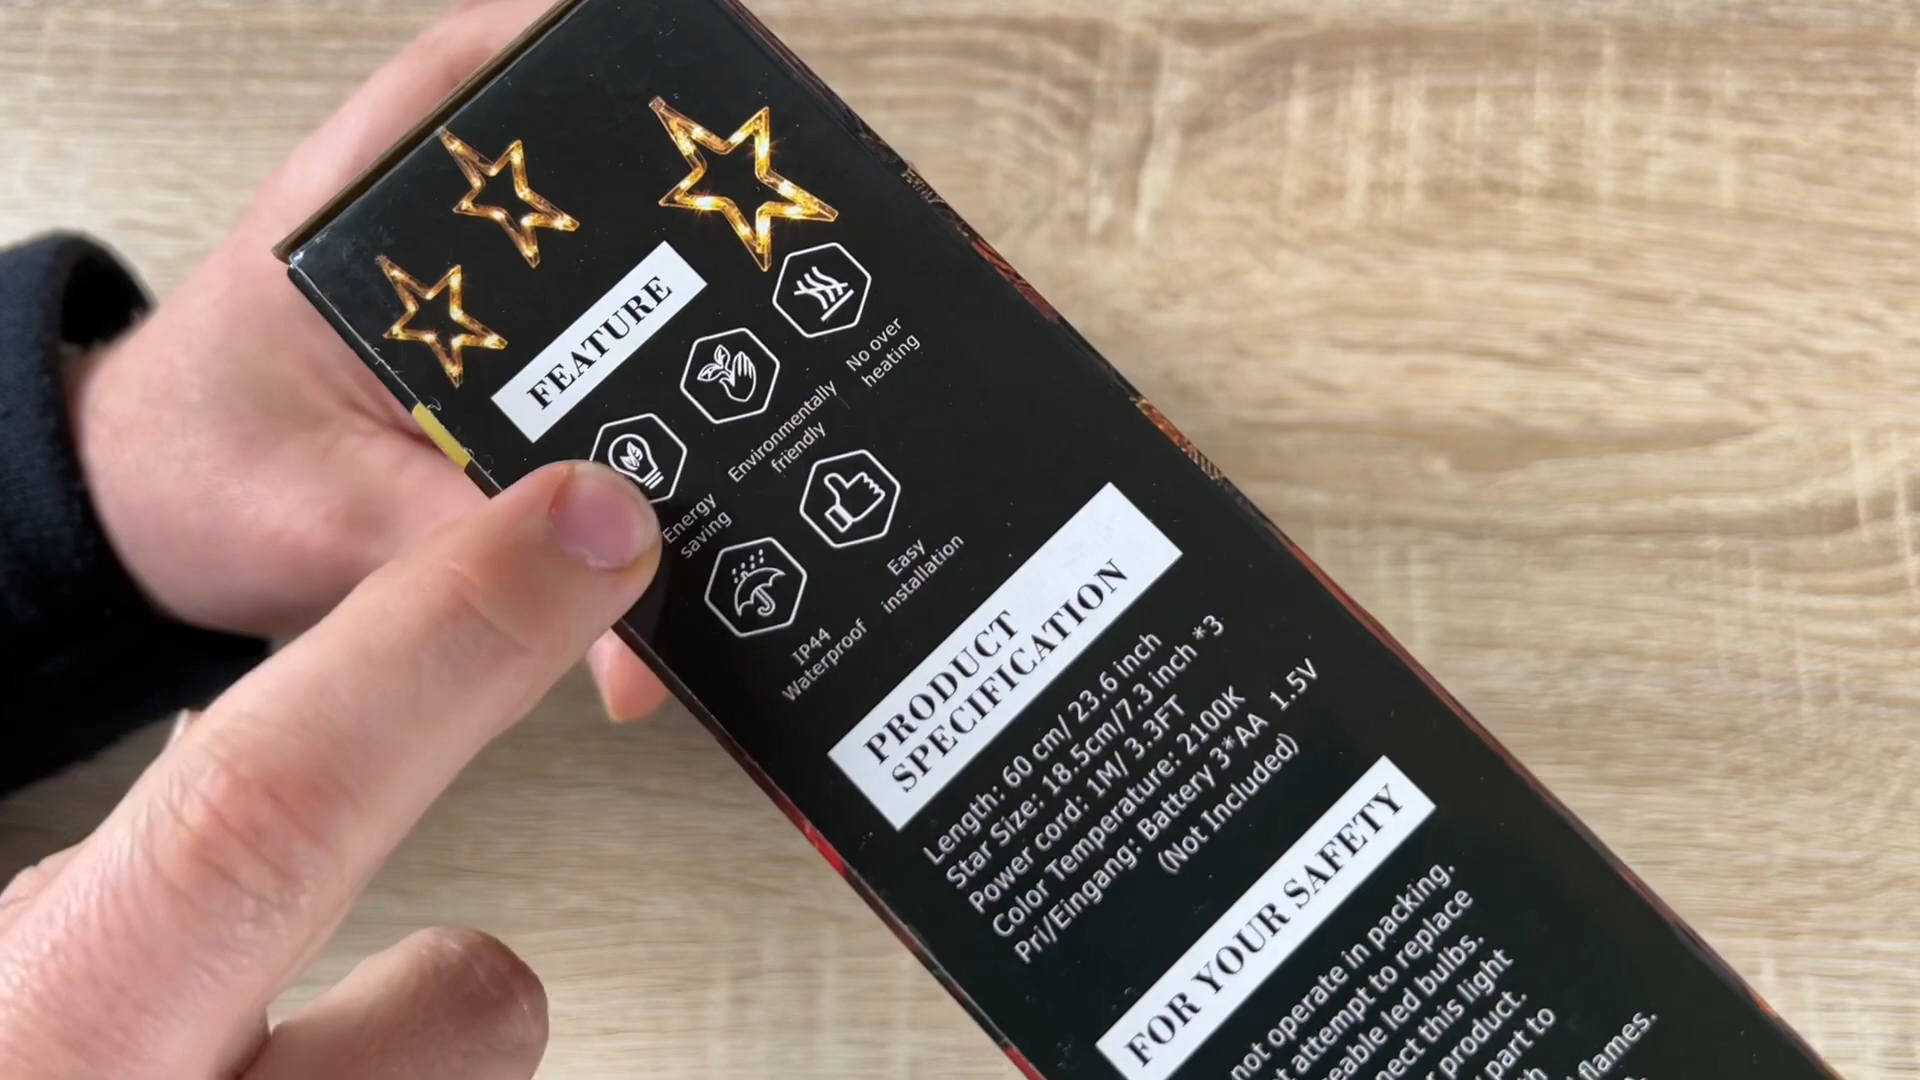 FEATURE
Energy
saving
Environmentally
friendly
No over
heating
IP44
Waterproof
Easy
installation
PRODUCT
SPECIFICATION
Length: 60 cm/ 23.6 inch
Star Size: 18.5cm/7.3 inch *3
Power cord: 1M/ 3.3FT
Color Temperature: 2100K
Pri/Eingang: Battery 3*AA 1.5V
(Not Included)
FOR YOUR SAFETY
not operate in packing.
attempt to replace
led bulbs.
this light
product.
part to
flames.